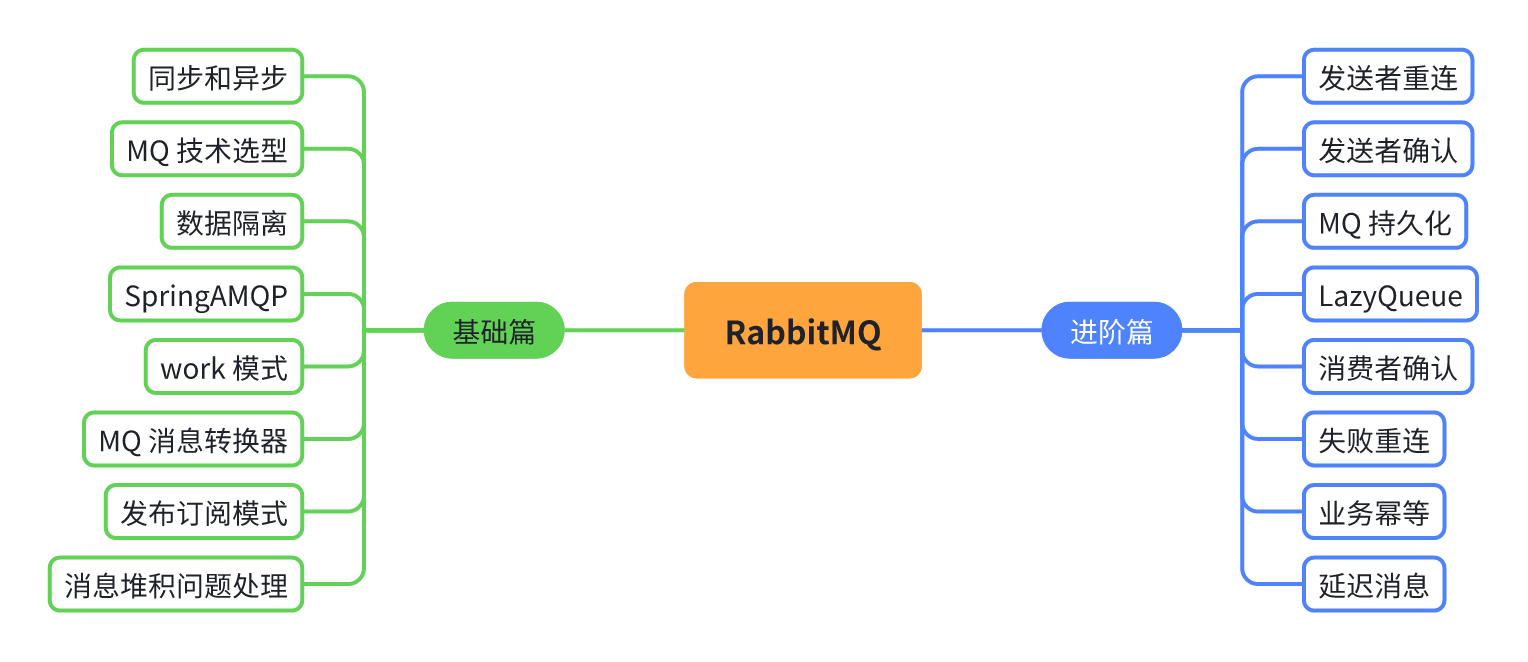 RabbitMQ
基础篇
同步和异步
MQ 技术选型
数据隔离
SpringAMQP
work 模式
MQ 消息转换器
发布订阅模式
消息堆积问题处理
进阶篇
发送者重连
发送者确认
MQ 持久化
LazyQueue
消费者确认
失败重连
业务幂等
延迟消息